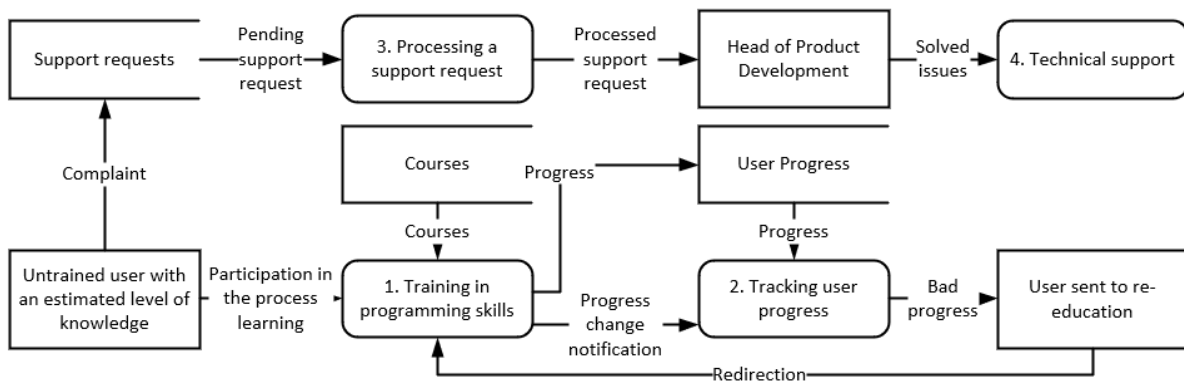 Support requests
Pending
support
request
3. Processing a
support request
Processed
support
request
Head of Product
Development
Solved
issues
4. Technical support
Complaint
Courses
Progress
User Progress
Courses
Progress
Untrained user with
an estimated level of
knowledge
Participation in
the process
learning
1. Training in
programming skills
Progress
change
notification
2. Tracking user
progress
Bad
progress
User sent to re-
education
Redirection